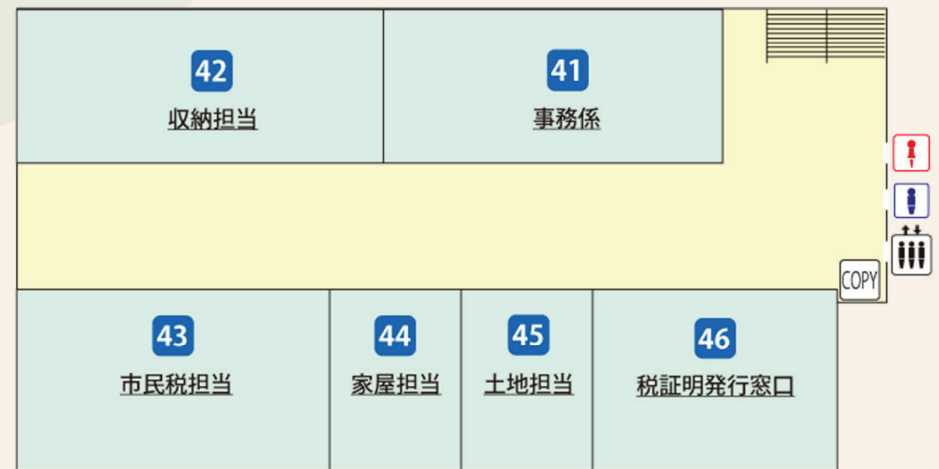 42
収納担当
41
事務係
COPY
43
市民税担当
44
家屋担当
45
土地担当
46
税証明発行窓口